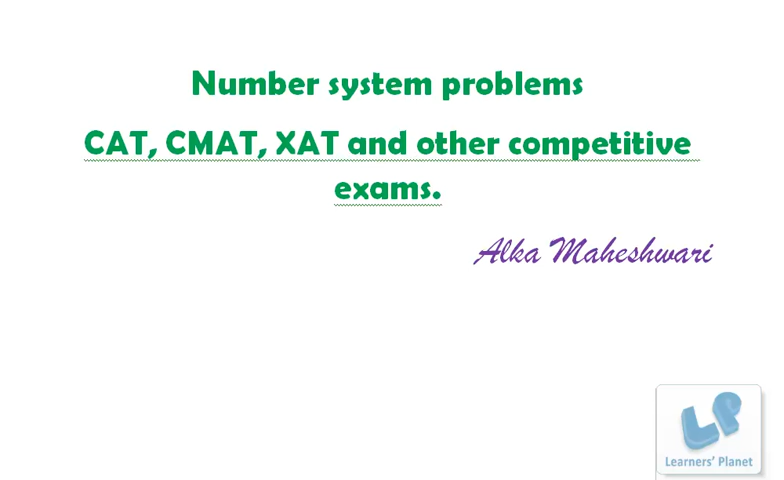 Number system problems
CAT, CMAT, XAT and other competitive
exams.
Alka Maheshwari
LP
Learners' Planet